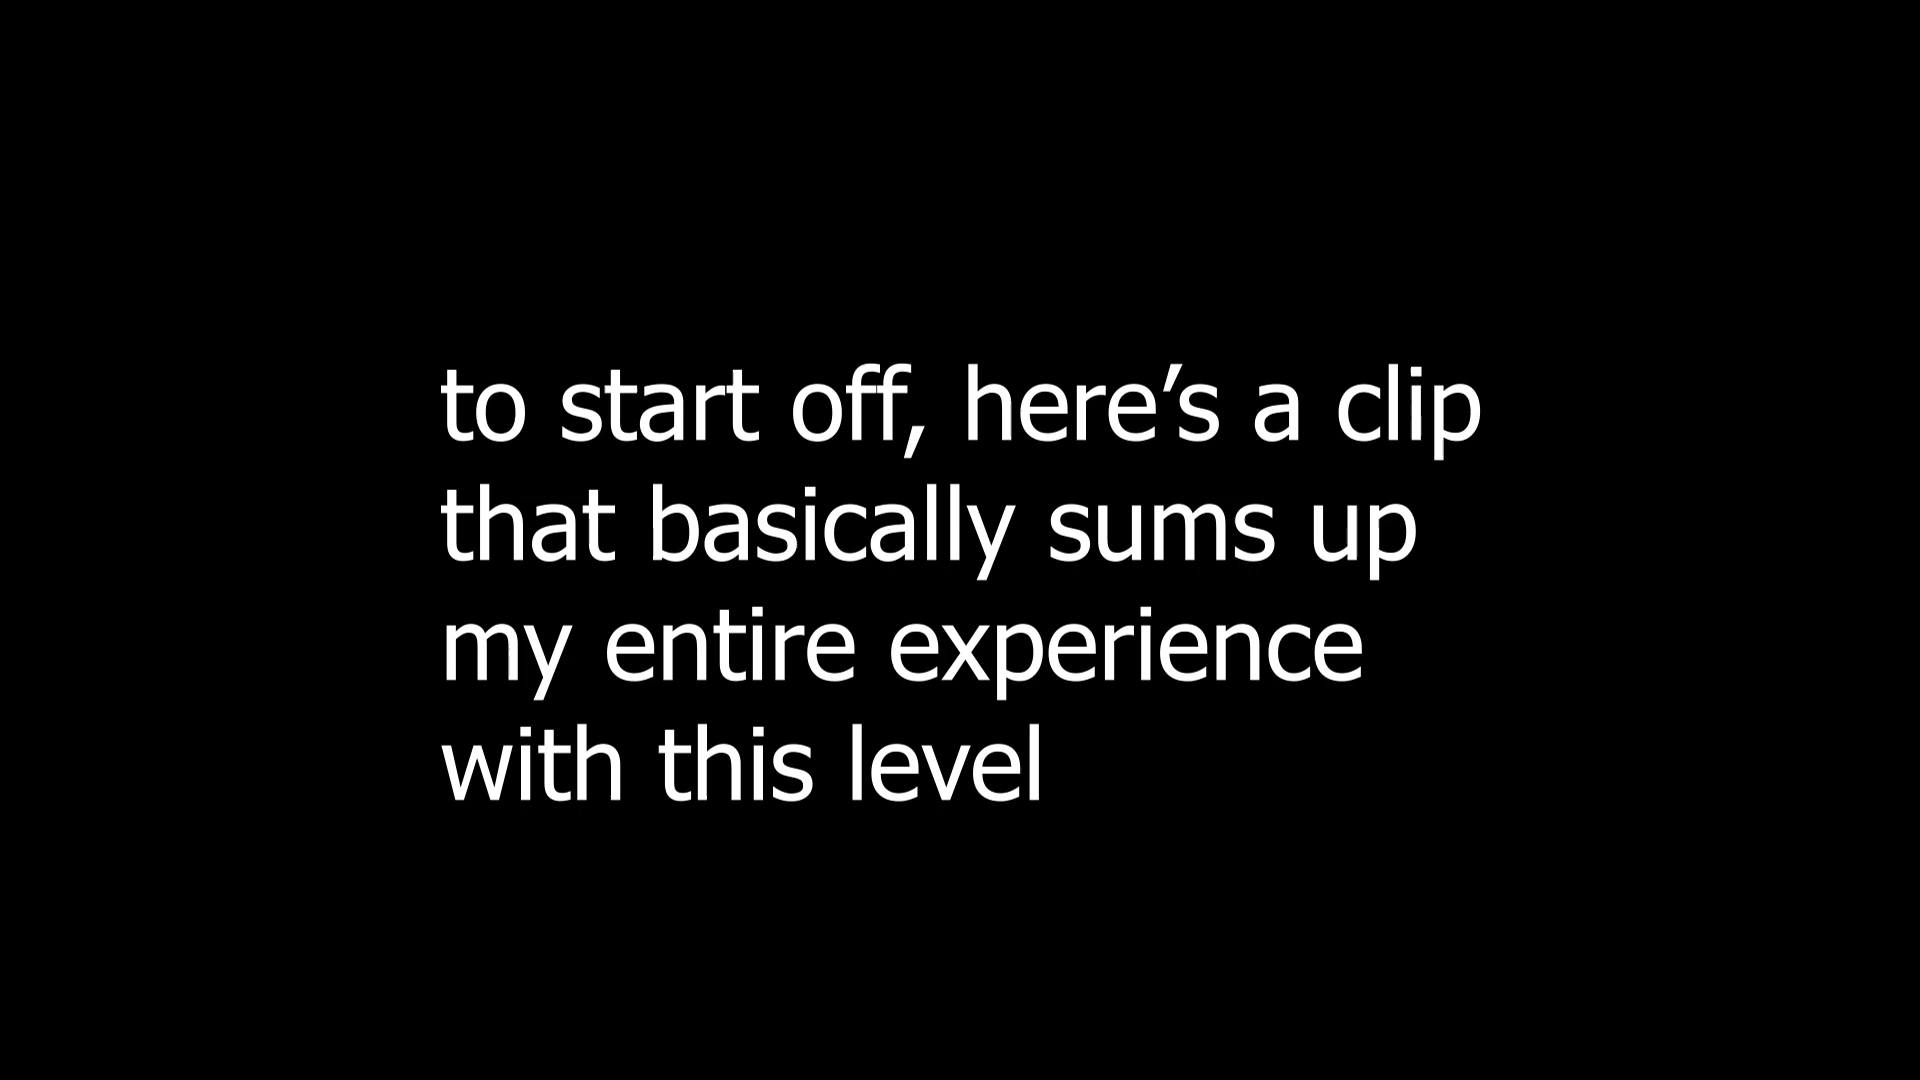 to start off, here’s a clip
that basically sums up
my entire experience
with this level